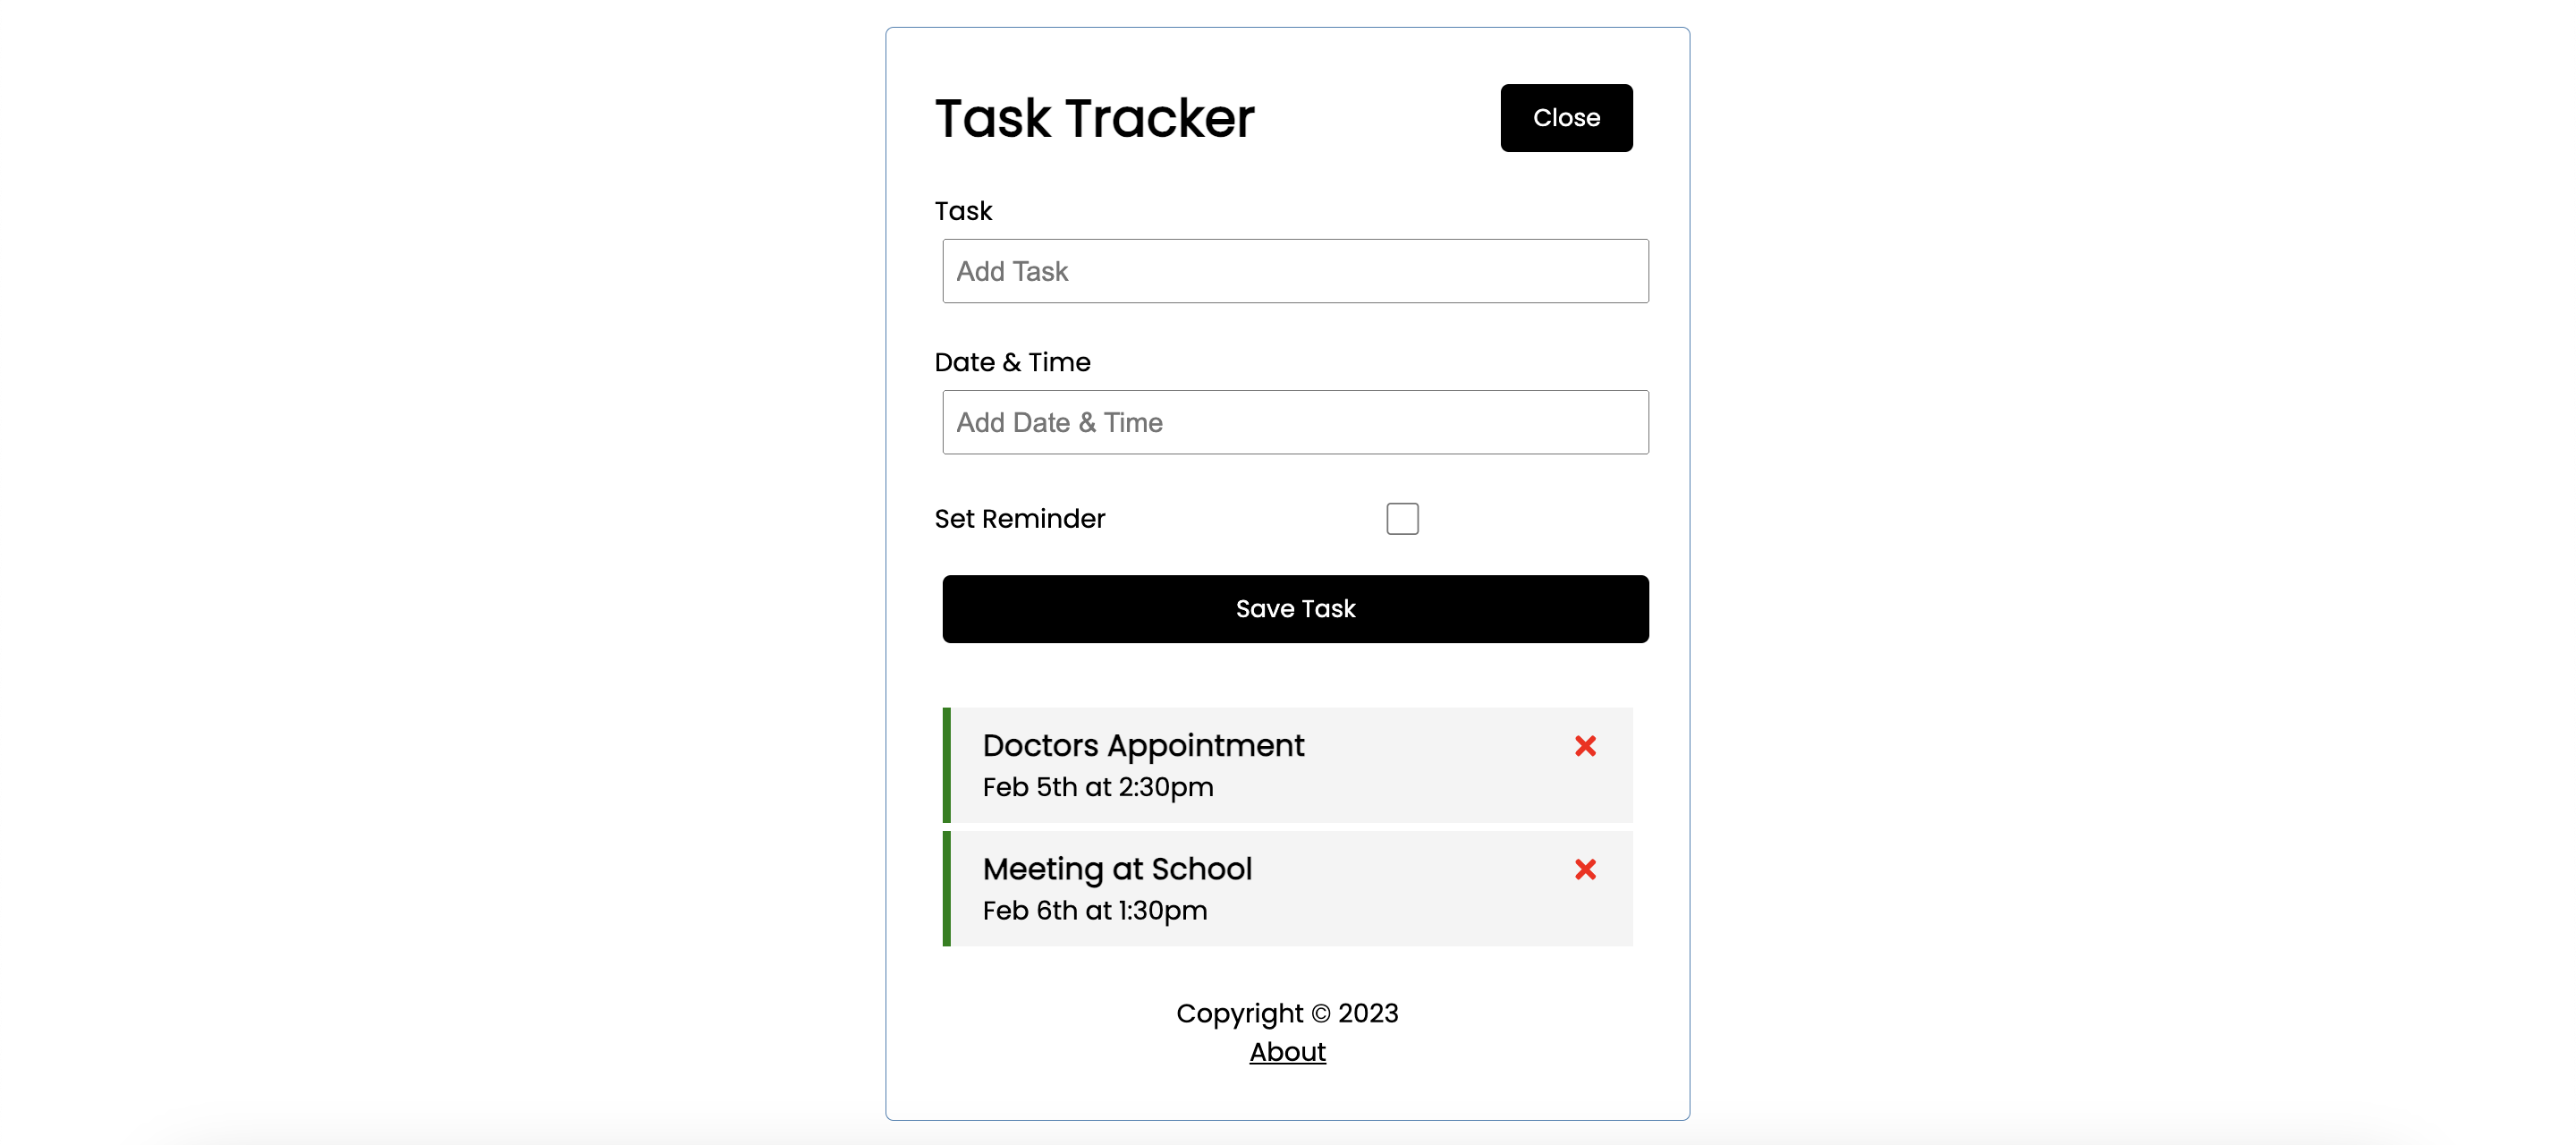 Task Tracker
Close
Task
Add Task
Date & Time
Add Date & Time
Set Reminder
Save Task
Doctors Appointment
Feb 5th at 2:30pm
Meeting at School
Feb 6th at 1:30pm
Copyright © 2023
About